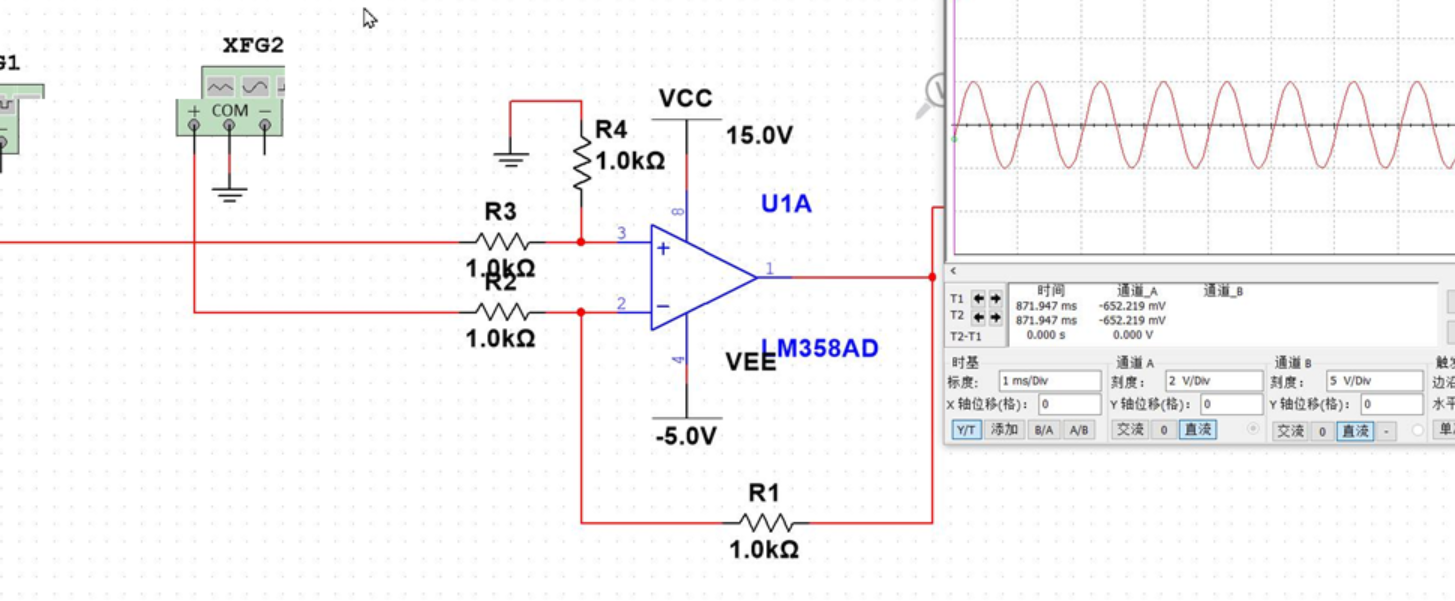 G1
XFG2
+ COM −
VCC
15.0V
R4
1.0kΩ
U1A
8
R3
3
+
1.0kΩ
R2
2
−
1.0kΩ
1
4
VEE
LM358AD
-5.0V
R1
1.0kΩ
<
时间 通道_A 通道_B
T1 871.947 ms -652.219 mV
T2 871.947 ms -652.219 mV
T2-T1 0.000 s 0.000 V
时基
标度: 1 ms/Div
X 轴位移(格): 0
Y/T 添加 B/A A/B
通道 A
刻度: 2 V/Div
Y 轴位移(格): 0
交流 0 直流
通道 B
刻度: 5 V/Div
Y 轴位移(格): 0
交流 0 直流 -
边沿
水平